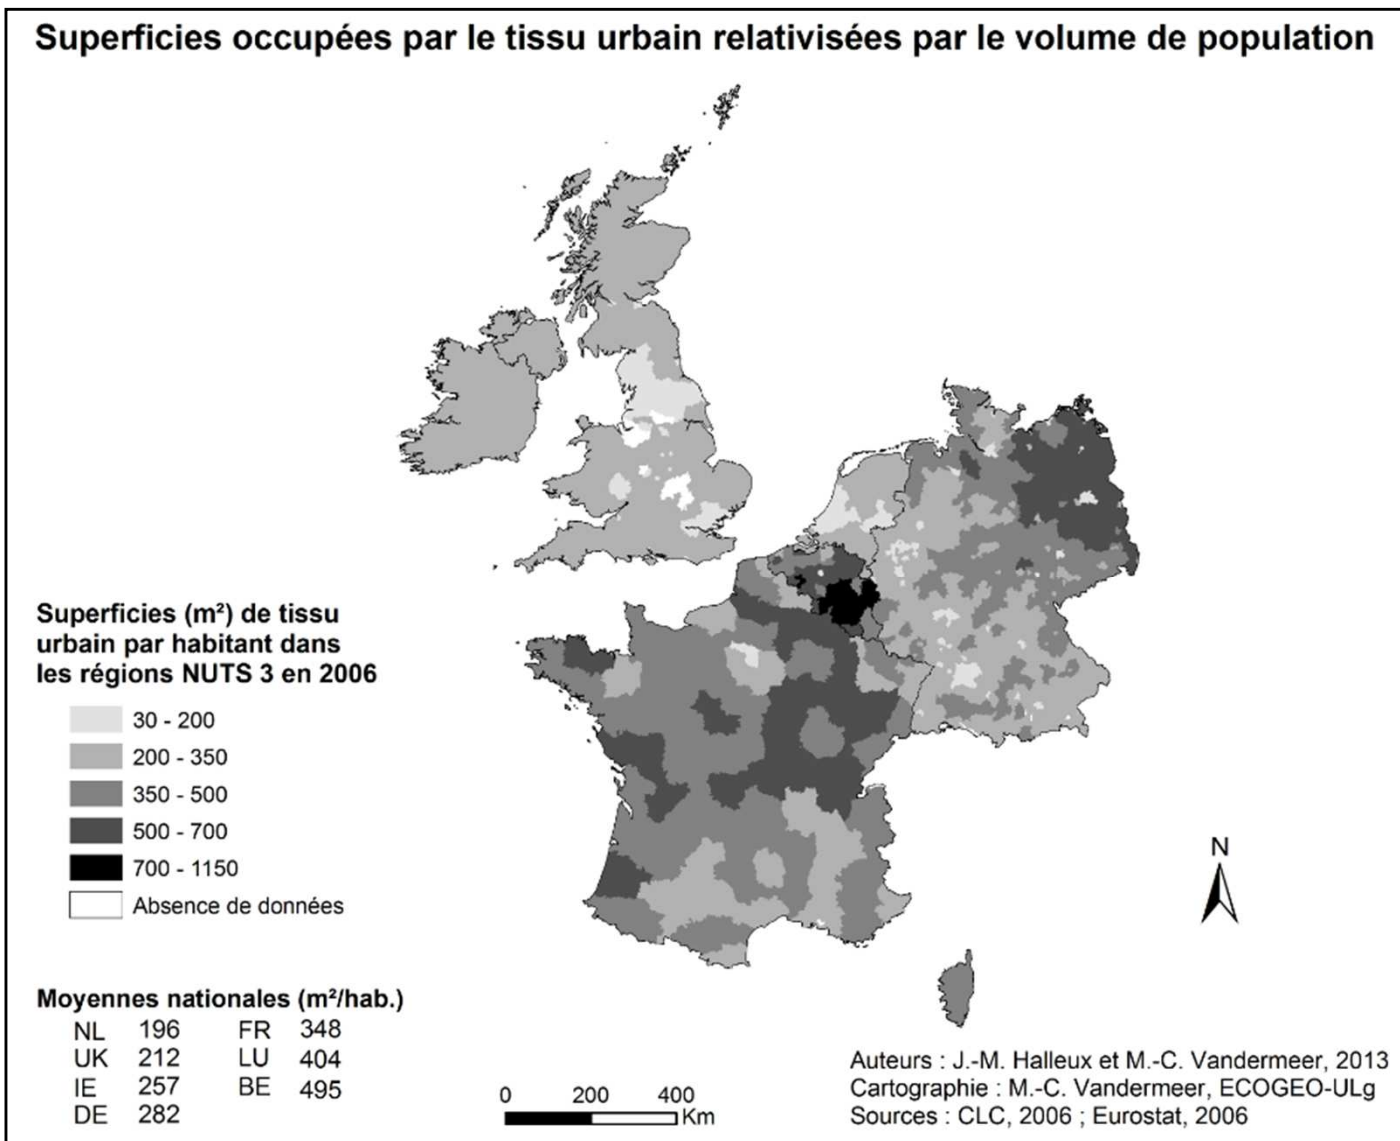 Superficies occupées par le tissu urbain relativisées par le volume de population
Superficies (m²) de tissu
urbain par habitant dans
les régions NUTS 3 en 2006
30 - 200
200 - 350
350 - 500
500 - 700
700 - 1150
Absence de données
N
Moyennes nationales (m²/hab.)
NL 196 FR 348
UK 212 LU 404
IE 257 BE 495
DE 282
0 200 400
Km
Auteurs : J.-M. Halleux et M.-C. Vandermeer, 2013
Cartographie : M.-C. Vandermeer, ECOGEO-ULg
Sources : CLC, 2006 ; Eurostat, 2006